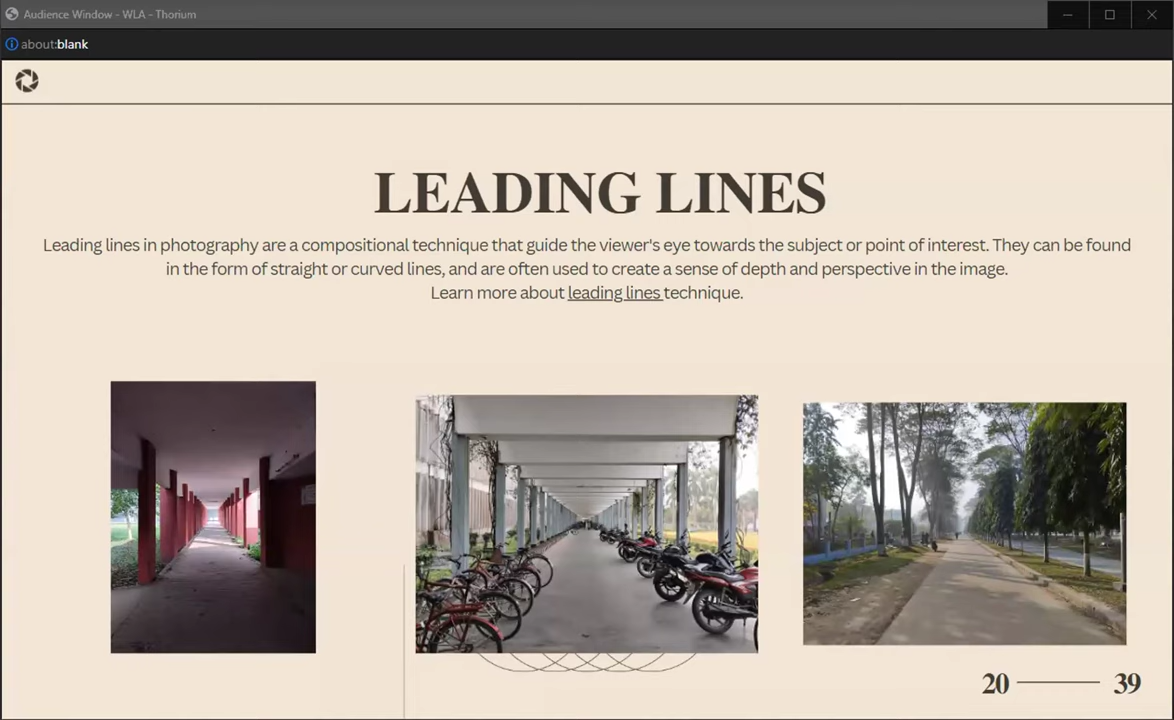 Audience Window - WLA - Thorium
about:blank
LEADING LINES
Leading lines in photography are a compositional technique that guide the viewer's eye towards the subject or point of interest. They can be found
in the form of straight or curved lines, and are often used to create a sense of depth and perspective in the image.
Learn more about leading lines technique.
20 39